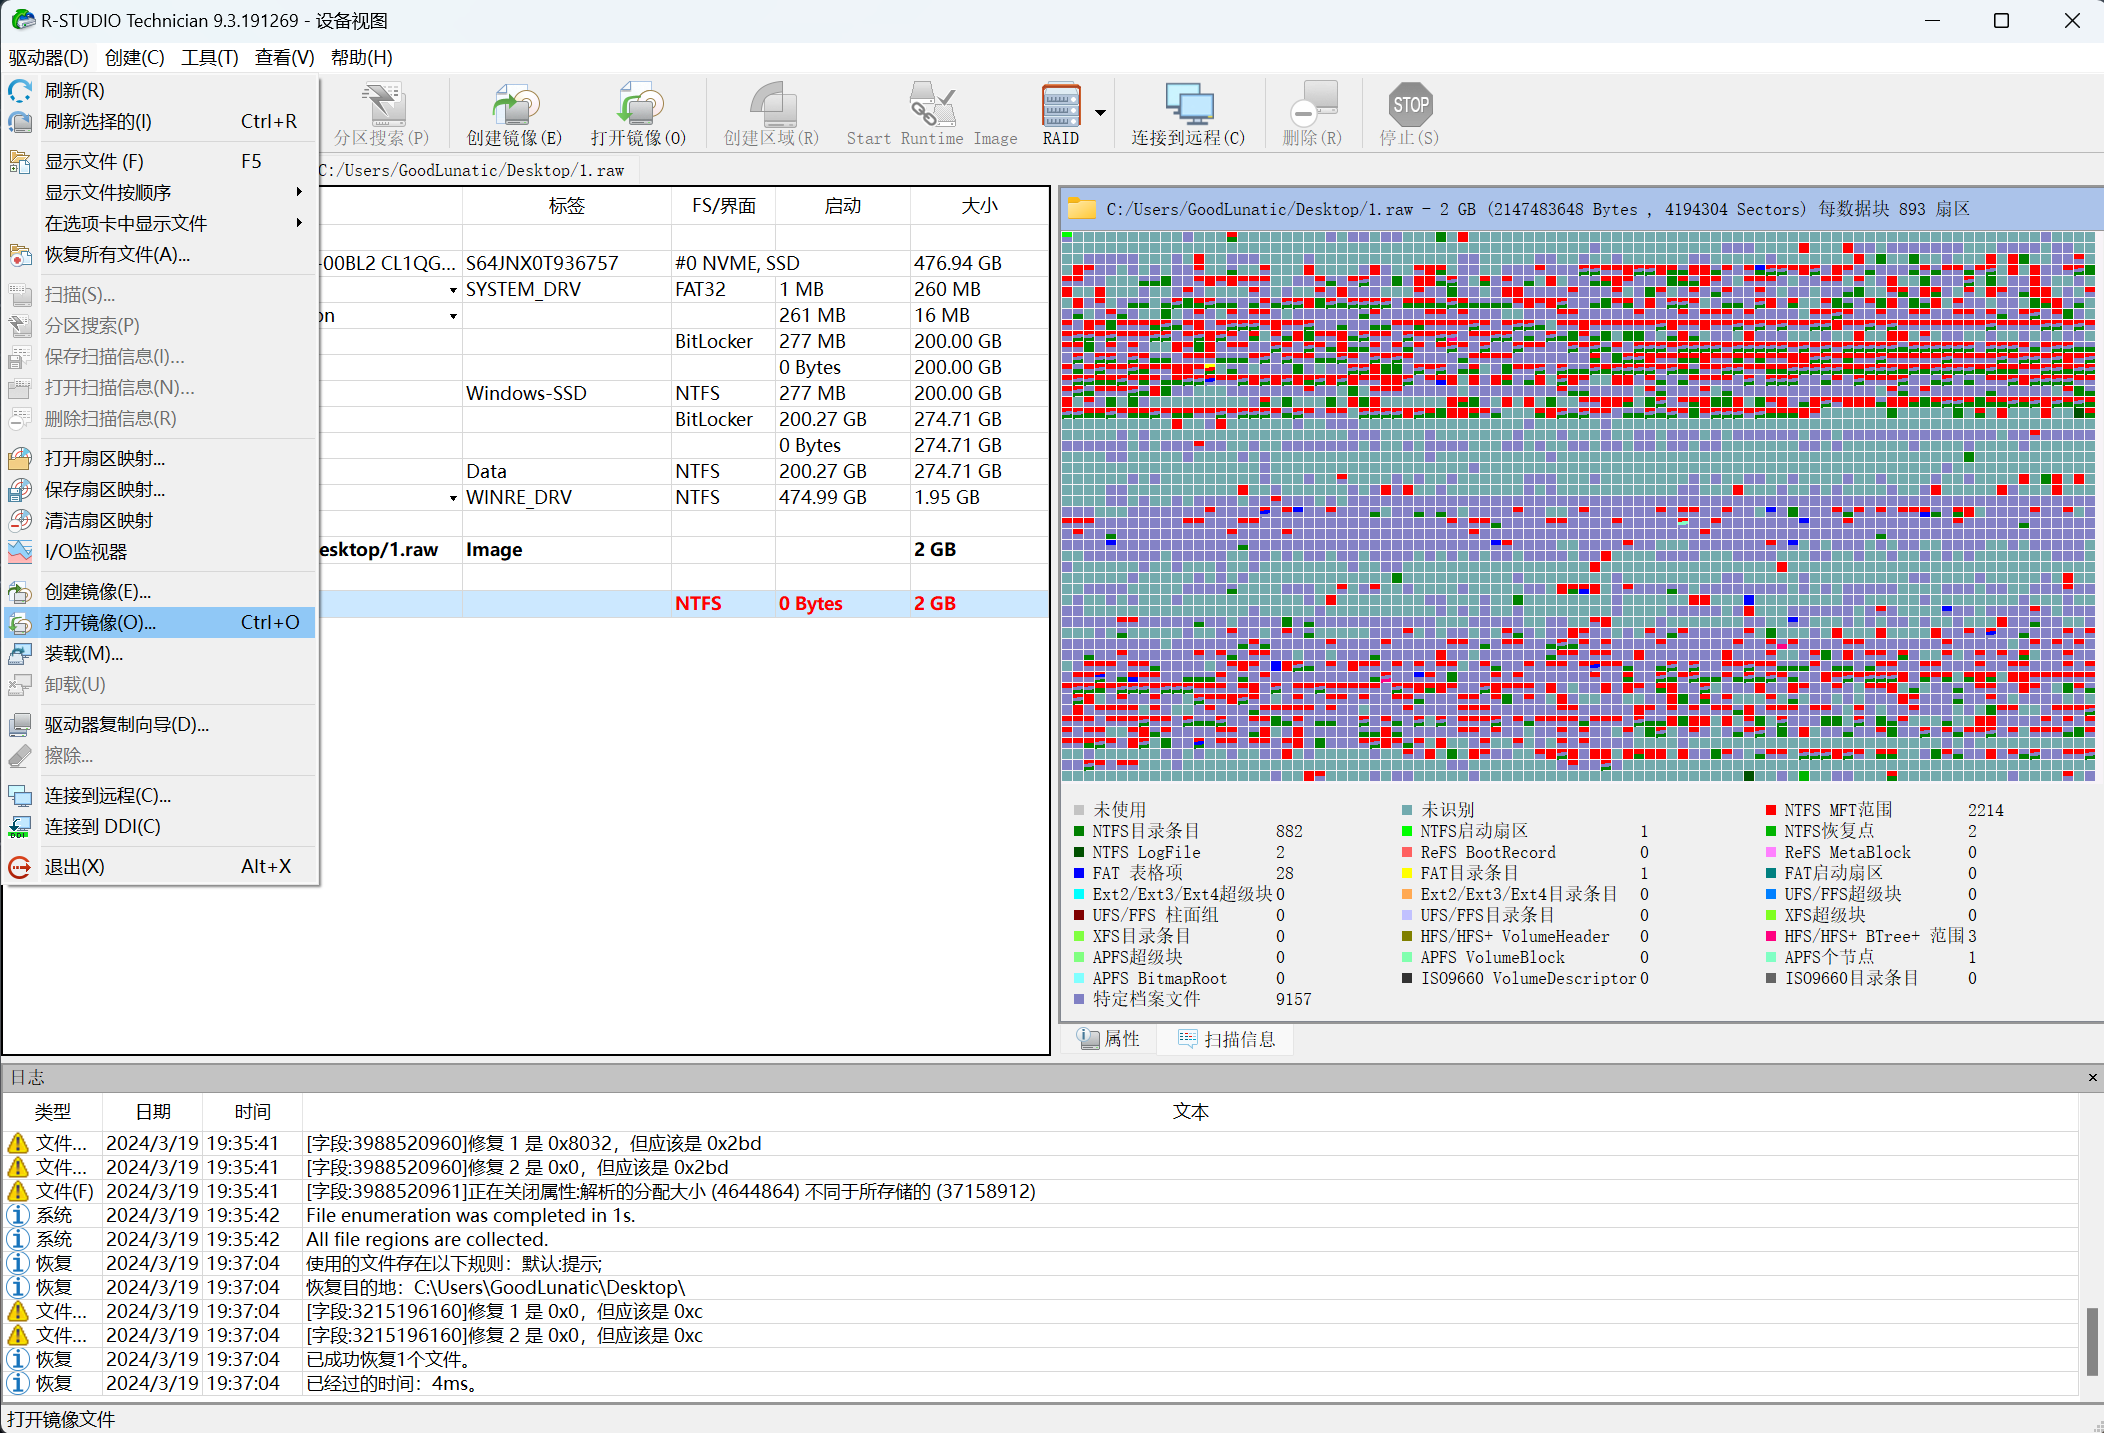 R-STUDIO Technician 9.3.191269 - 设备视图
驱动器(D) 创建(C) 工具(T) 查看(V) 帮助(H)
刷新(R)
刷新选择的(I) Ctrl+R
显示文件 (F) F5
显示文件按顺序
在选项卡中显示文件
恢复所有文件(A)...
扫描(S)...
分区搜索(P)
保存扫描信息(I)...
打开扫描信息(N)...
删除扫描信息(R)
打开扇区映射...
保存扇区映射...
清洁扇区映射
I/O监视器
创建镜像(E)...
打开镜像(O)... Ctrl+O
装载(M)...
卸载(U)
驱动器复制向导(D)...
擦除...
连接到远程(C)...
连接到 DDI(C)
退出(X) Alt+X
分区搜索(P) 创建镜像(E) 打开镜像(O) 创建区域(R) Start Runtime Image RAID 连接到远程(C) 删除(R) STOP 停止(S)
C:/Users/GoodLunatic/Desktop/1.raw
标签 FS/界面 启动 大小
-00BL2 CL1QG... S64JNX0T936757 #0 NVME, SSD 476.94 GB
SYSTEM_DRV FAT32 1 MB 260 MB
on 261 MB 16 MB
BitLocker 277 MB 200.00 GB
0 Bytes 200.00 GB
Windows-SSD NTFS 277 MB 200.00 GB
BitLocker 200.27 GB 274.71 GB
0 Bytes 274.71 GB
Data NTFS 200.27 GB 274.71 GB
WINRE_DRV NTFS 474.99 GB 1.95 GB
esktop/1.raw Image 2 GB
NTFS 0 Bytes 2 GB
C:/Users/GoodLunatic/Desktop/1.raw - 2 GB (2147483648 Bytes , 4194304 Sectors) 每数据块 893 扇区
未使用 未识别 NTFS MFT范围 2214
NTFS目录条目 882 NTFS启动扇区 1 NTFS恢复点 2
NTFS LogFile 2 ReFS BootRecord 0 ReFS MetaBlock 0
FAT 表格项 28 FAT目录条目 1 FAT启动扇区 0
Ext2/Ext3/Ext4超级块 0 Ext2/Ext3/Ext4目录条目 0 UFS/FFS超级块 0
UFS/FFS 柱面组 0 UFS/FFS目录条目 0 XFS超级块 0
XFS目录条目 0 HFS/HFS+ VolumeHeader 0 HFS/HFS+ BTree+ 范围 3
APFS超级块 0 APFS VolumeBlock 0 APFS个节点 1
APFS BitmapRoot 0 ISO9660 VolumeDescriptor 0 ISO9660目录条目 0
特定档案文件 9157
属性 扫描信息
日志
类型 日期 时间 文本
文件... 2024/3/19 19:35:41 [字段:3988520960]修复 1 是 0x8032，但应该是 0x2bd
文件... 2024/3/19 19:35:41 [字段:3988520960]修复 2 是 0x0，但应该是 0x2bd
文件(F) 2024/3/19 19:35:41 [字段:3988520961]正在关闭属性:解析的分配大小 (4644864) 不同于所存储的 (37158912)
系统 2024/3/19 19:35:42 File enumeration was completed in 1s.
系统 2024/3/19 19:35:42 All file regions are collected.
恢复 2024/3/19 19:37:04 使用的文件存在以下规则：默认:提示;
恢复 2024/3/19 19:37:04 恢复目的地：C:\Users\GoodLunatic\Desktop\
文件... 2024/3/19 19:37:04 [字段:3215196160]修复 1 是 0x0，但应该是 0xc
文件... 2024/3/19 19:37:04 [字段:3215196160]修复 2 是 0x0，但应该是 0xc
恢复 2024/3/19 19:37:04 已成功恢复1个文件。
恢复 2024/3/19 19:37:04 已经过的时间：4ms。
打开镜像文件